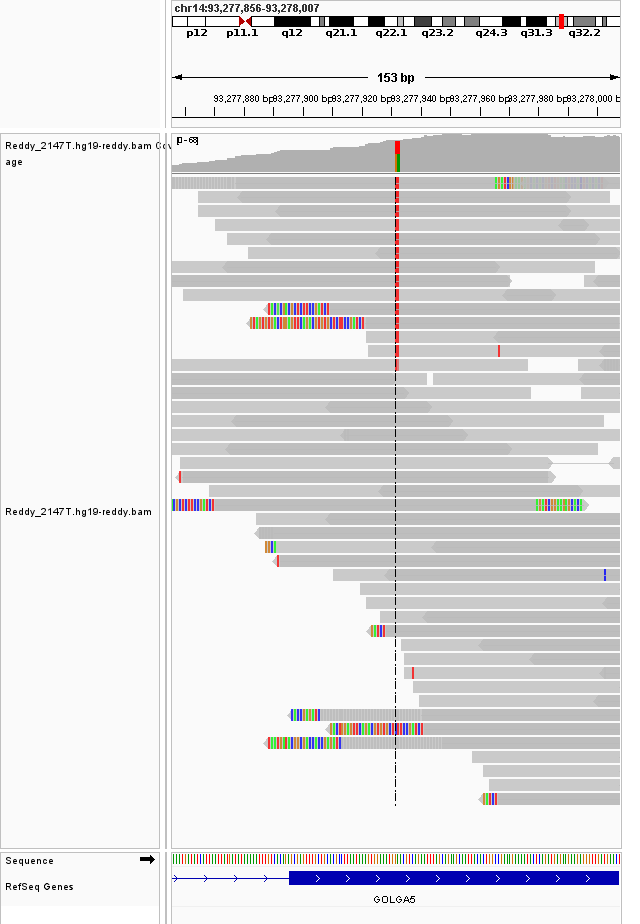 chr14:93,277,856-93,278,007
p12 p11.1 q12 q21.1 q22.1 q23.2 q24.3 q31.3 q32.2
153 bp
93,277,880 bp 93,277,900 bp 93,277,920 bp 93,277,940 bp 93,277,960 bp 93,277,980 bp 93,278,000 b
Reddy_2147T.hg19-reddy.bam Cov
age
[0 - 68]
Reddy_2147T.hg19-reddy.bam
Sequence
RefSeq Genes
GOLGA5